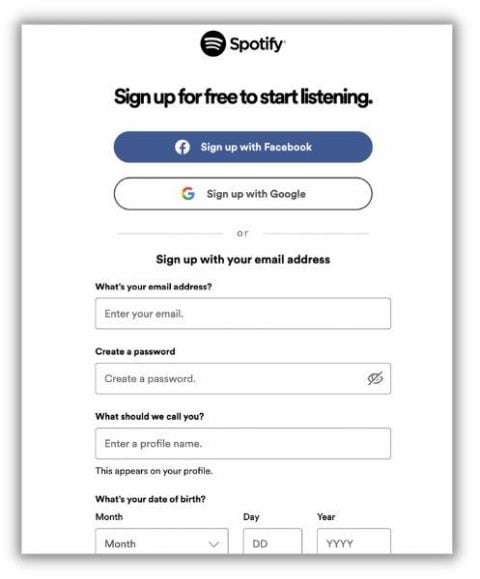 Spotify
Sign up for free to start listening.
Sign up with Facebook
Sign up with Google
or
Sign up with your email address
What's your email address?
Enter your email.
Create a password
Create a password.
What should we call you?
Enter a profile name.
This appears on your profile.
What's your date of birth?
Month Day Year
Month DD YYYY